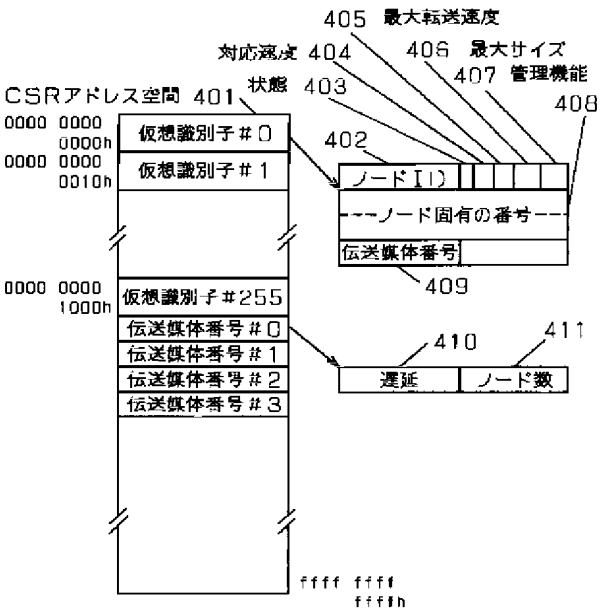 405 最大転送速度
対応速度 404
406 最大サイズ
状態 403
407 管理機能
408
CSRアドレス空間 401
0000 0000
0000h
仮想識別子#0
402
0000 0000
0010h
仮想識別子#1
ノードID
ノード固有の番号
伝送媒体番号
409
0000 0000
1000h
仮想識別子#255
伝送媒体番号#0
伝送媒体番号#1
伝送媒体番号#2
伝送媒体番号#3
410
411
遅延
ノード数
ffff ffff
ffffh